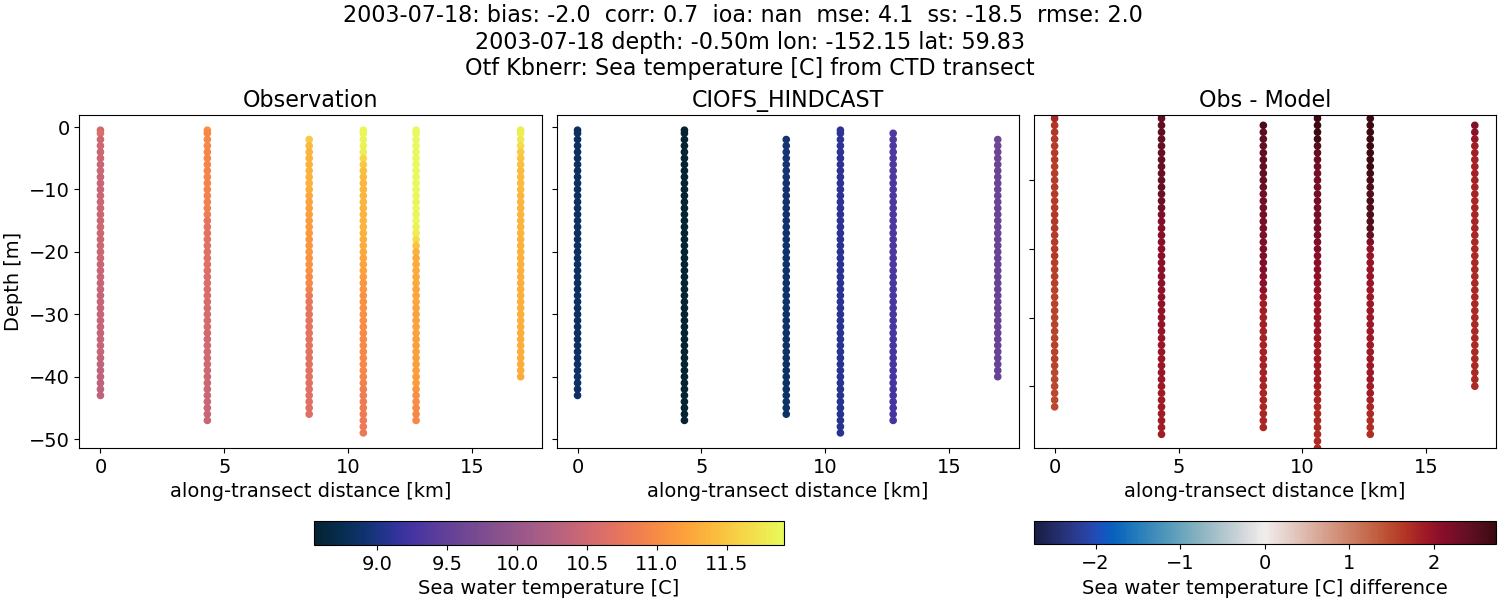 2003-07-18: bias: -2.0  corr: 0.7  ioa: nan  mse: 4.1  ss: -18.5  rmse: 2.0
2003-07-18 depth: -0.50m lon: -152.15 lat: 59.83
Otf Kbnerr: Sea temperature [C] from CTD transect
Observation
CIOFS_HINDCAST
Obs - Model
Depth [m]
0
−10
−20
−30
−40
−50
0 5 10 15
0 5 10 15
0 5 10 15
along-transect distance [km]
along-transect distance [km]
along-transect distance [km]
9.0 9.5 10.0 10.5 11.0 11.5
Sea water temperature [C]
−2 −1 0 1 2
Sea water temperature [C] difference